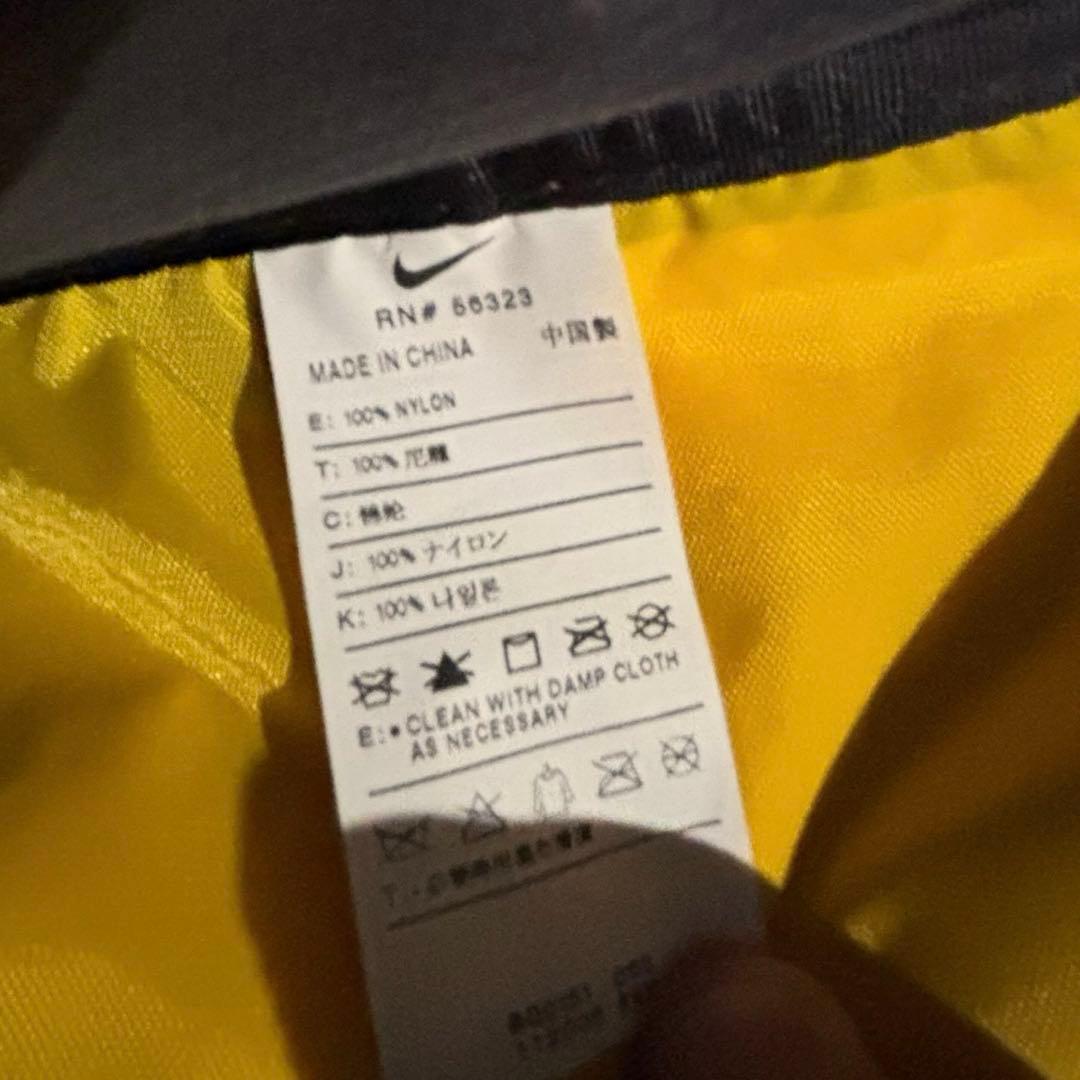 RN# 56323
MADE IN CHINA 中国製
E: 100% NYLON
T: 100% 尼龍
C: 锦纶
J: 100% ナイロン
K: 100% 나일론
E:•CLEAN WITH DAMP CLOTH
AS NECESSARY
T: